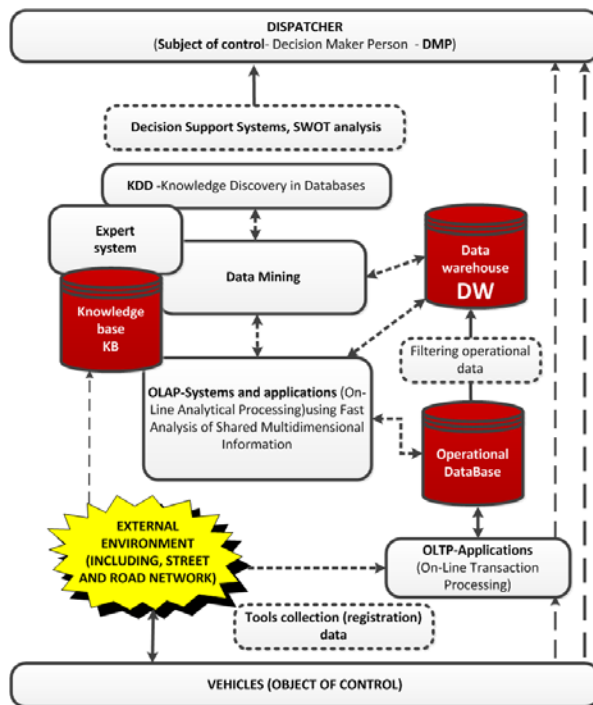 DISPATCHER
(Subject of control- Decision Maker Person - DMP)
Decision Support Systems, SWOT analysis
KDD -Knowledge Discovery in Databases
Expert
system
Data Mining
Data
warehouse
DW
Knowledge
base
KB
Filtering operational
data
OLAP-Systems and applications (On-
Line Analytical Processing)using Fast
Analysis of Shared Multidimensional
Information
Operational
DataBase
EXTERNAL
ENVIRONMENT
(INCLUDING, STREET
AND ROAD NETWORK)
OLTP-Applications
(On-Line Transaction
Processing)
Tools collection (registration)
data
VEHICLES (OBJECT OF CONTROL)